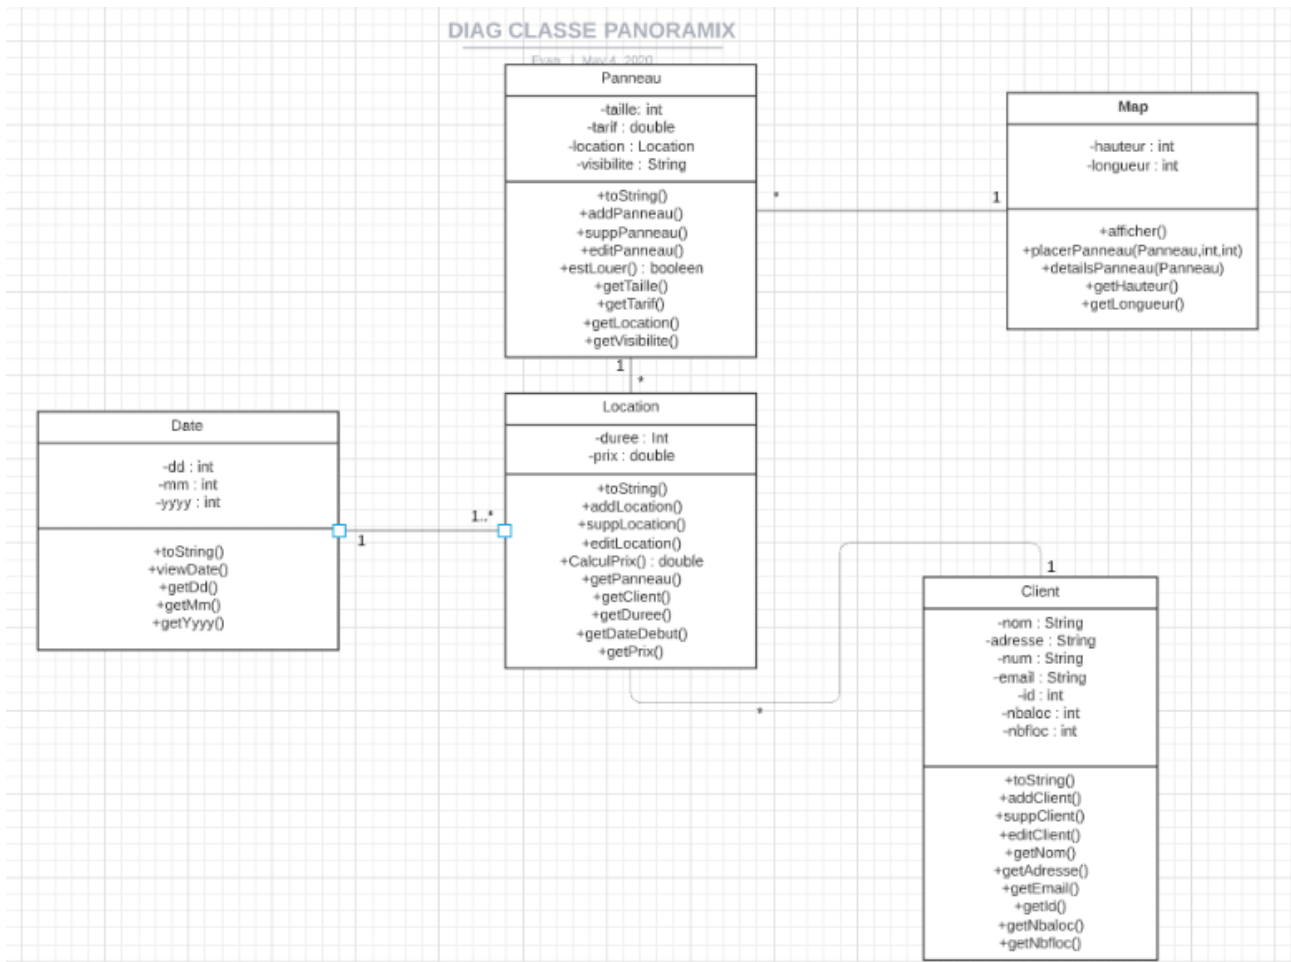 DIAG CLASSE PANORAMIX
Evan | May 4, 2020
Panneau
-taille: int
-tarif : double
-location : Location
-visibilite : String
+toString()
+addPanneau()
+suppPanneau()
+editPanneau()
+estLouer() : booleen
+getTaille()
+getTarif()
+getLocation()
+getVisibilite()
*
1
Map
-hauteur : int
-longueur : int
+afficher()
+placerPanneau(Panneau,int,int)
+detailsPanneau(Panneau)
+getHauteur()
+getLongueur()
1
*
Date
-dd : int
-mm : int
-yyyy : int
+toString()
+viewDate()
+getDd()
+getMm()
+getYyyy()
1
1..*
Location
-duree : Int
-prix : double
+toString()
+addLocation()
+suppLocation()
+editLocation()
+CalculPrix() : double
+getPanneau()
+getClient()
+getDuree()
+getDateDebut()
+getPrix()
*
1
Client
-nom : String
-adresse : String
-num : String
-email : String
-id : int
-nbaloc : int
-nbfloc : int
+toString()
+addClient()
+suppClient()
+editClient()
+getNom()
+getAdresse()
+getEmail()
+getId()
+getNbaloc()
+getNbfloc()